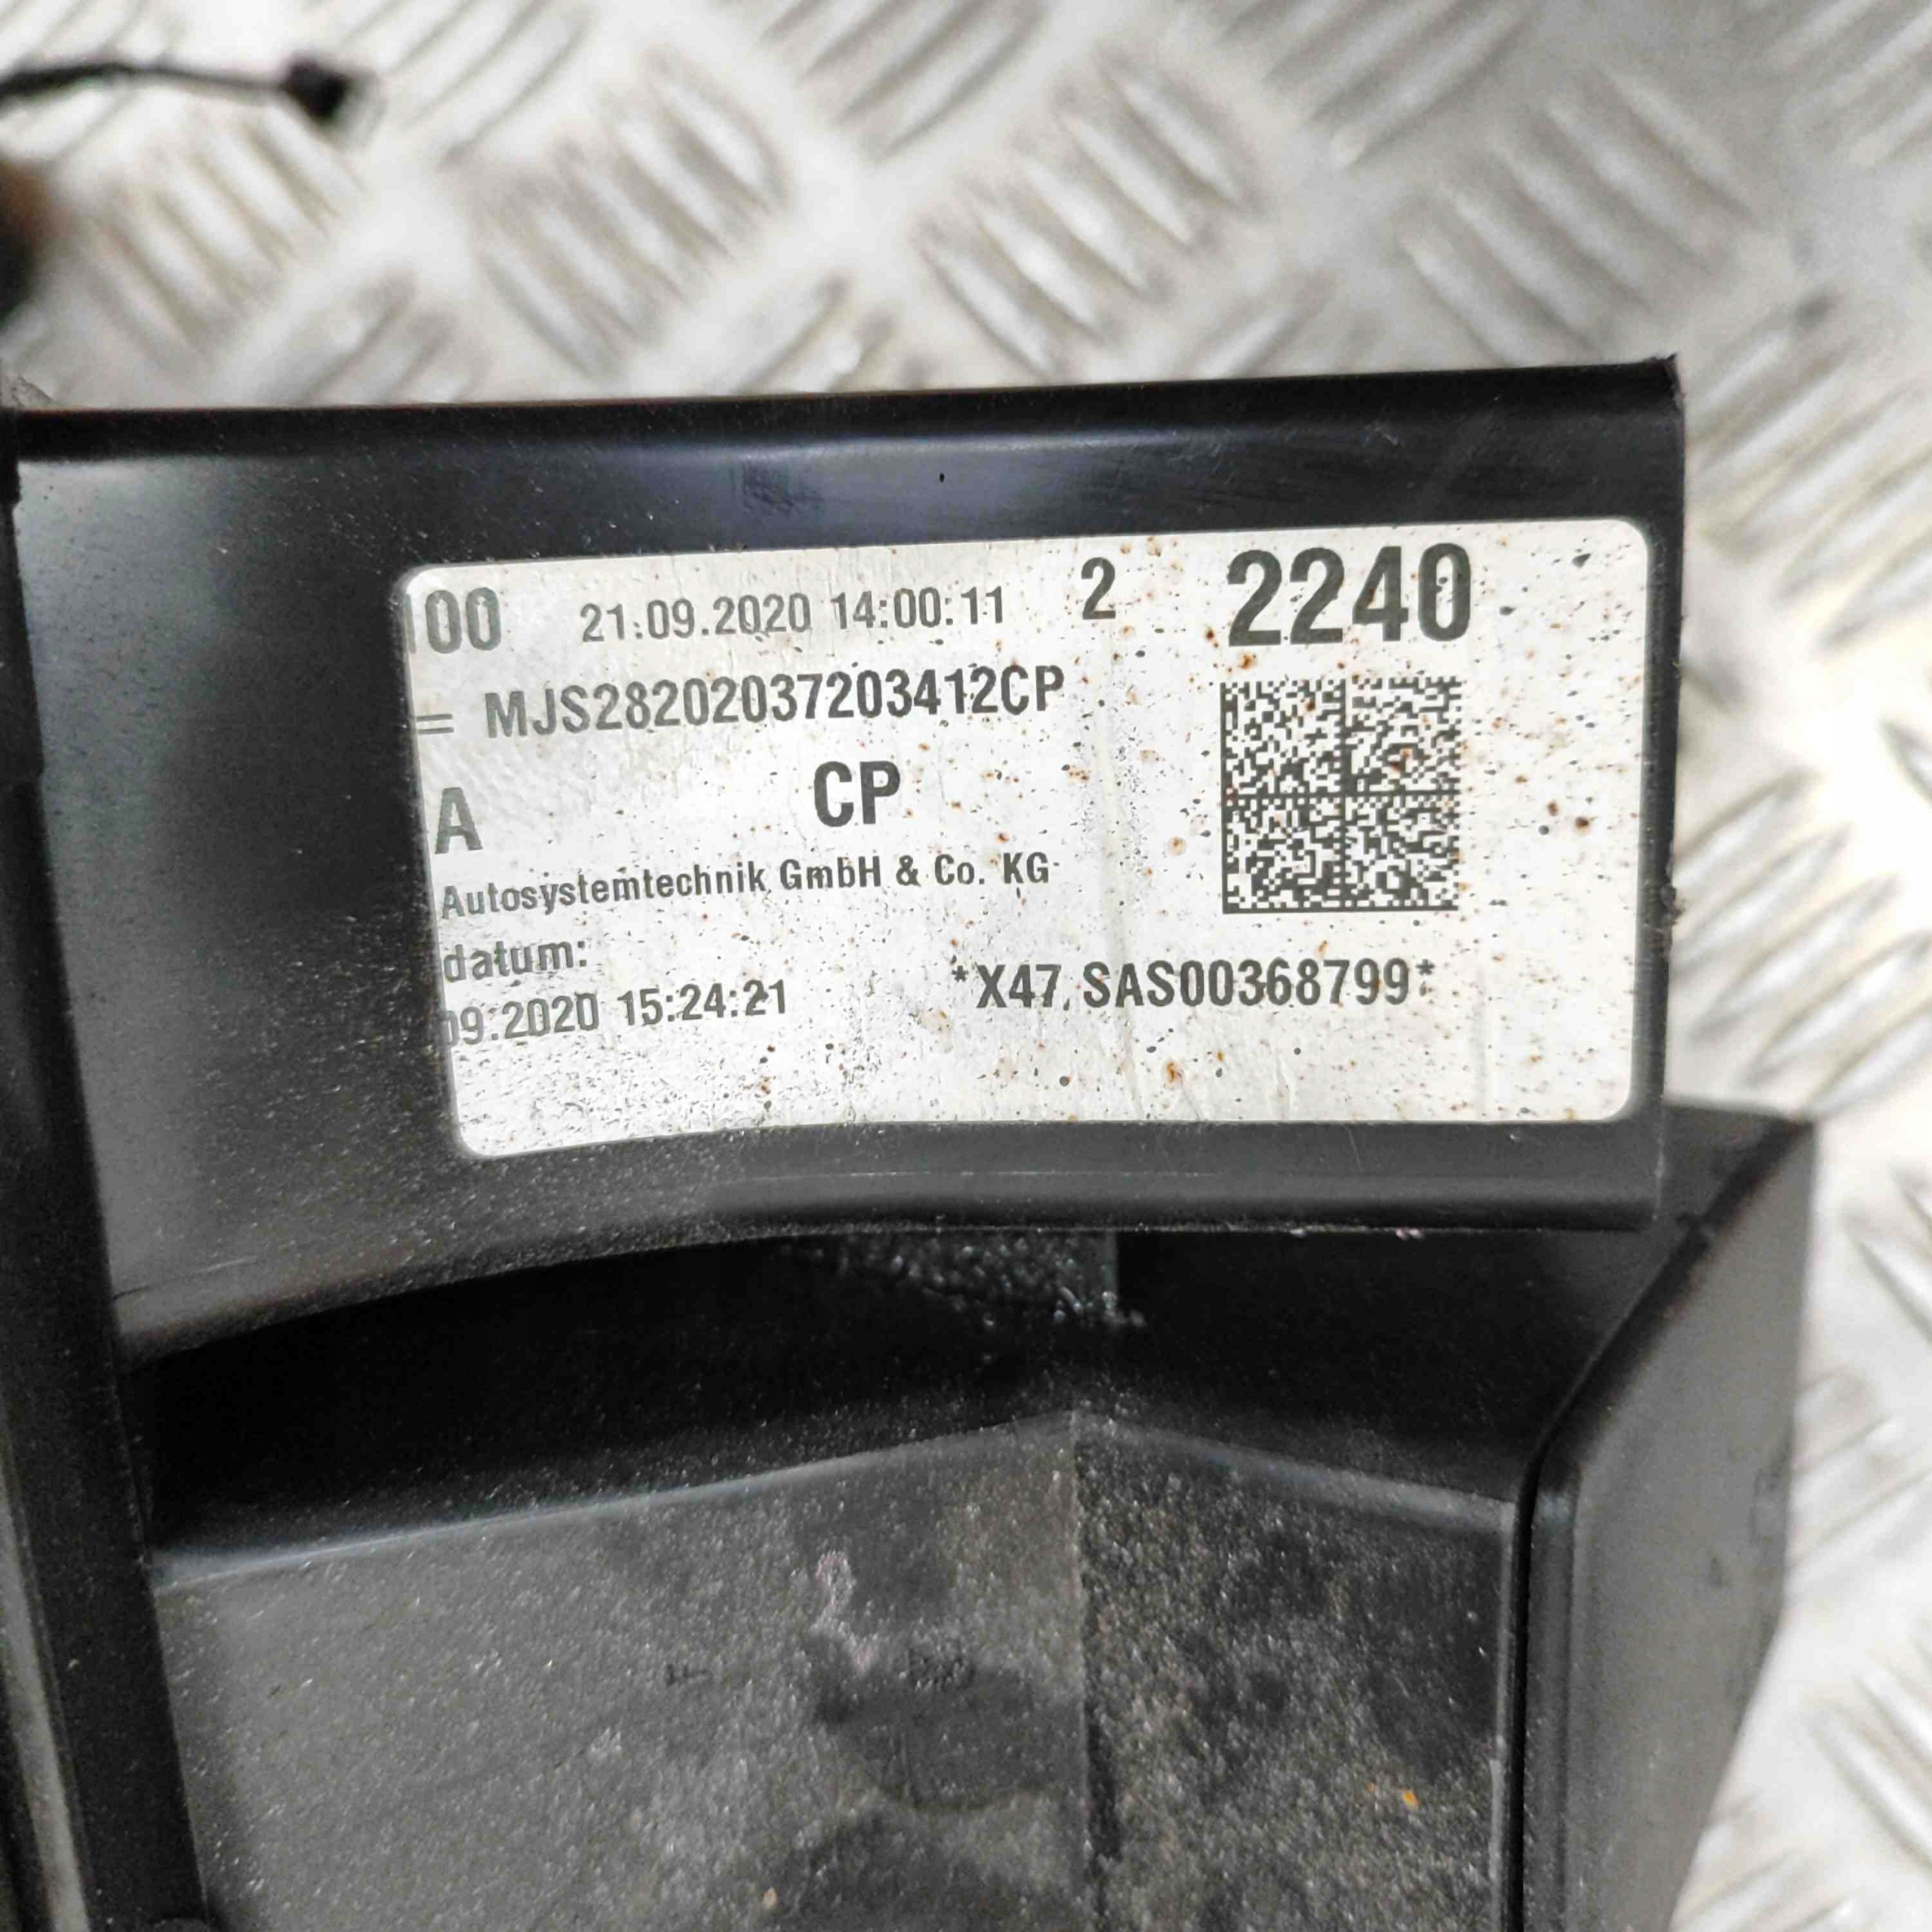 00 21.09.2020 14:00:11 2 2240
= MJS28202037203412CP
A CP
Autosystemtechnik GmbH & Co. KG
datum:
09.2020 15:24:21 *X47 SAS00368799*